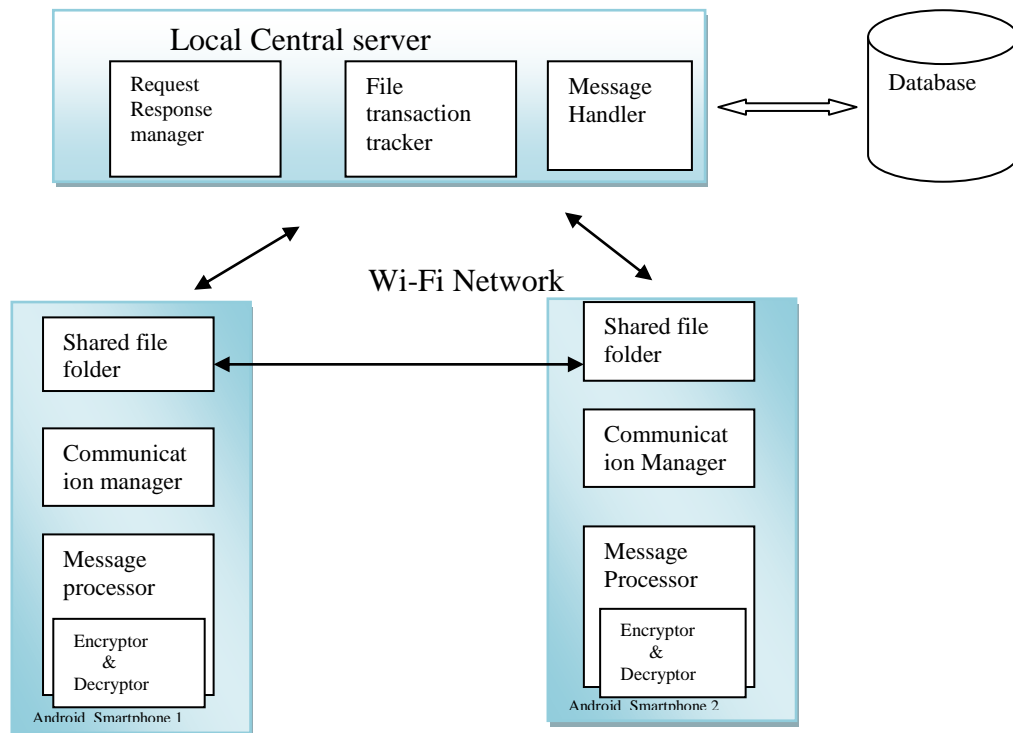 Local Central server
Request
Response
manager
File
transaction
tracker
Message
Handler
Database
Wi-Fi Network
Shared file
folder
Communicat
ion manager
Message
processor
Encryptor
&
Decryptor
Android Smartphone 1
Shared file
folder
Communicat
ion Manager
Message
Processor
Encryptor
&
Decryptor
Android Smartphone 2